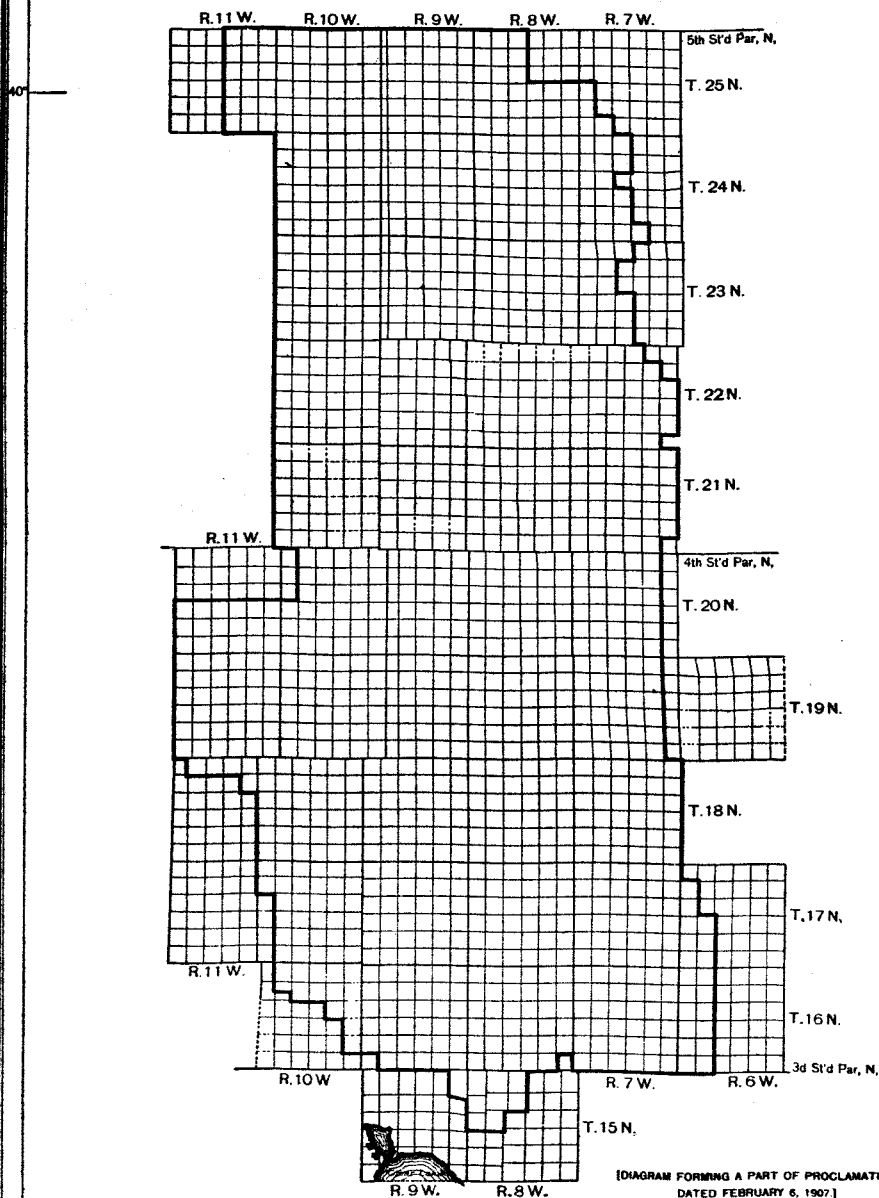 R.11 W. R.10 W. R.9 W. R.8 W. R.7 W.
5th St'd Par, N,
40°
T. 25 N.
T. 24 N.
T. 23 N.
T. 22 N.
T. 21 N.
R.11 W.
4th St'd Par, N,
T. 20 N.
T.19 N.
T.18 N.
T.17 N,
R.11 W.
T.16 N.
3d St'd Par, N,
R.10 W R.7 W. R.6 W.
T.15 N,
[DIAGRAM FORMING A PART OF PROCLAMATI
R.9 W. R.8 W.
DATED FEBRUARY 6, 1907.]